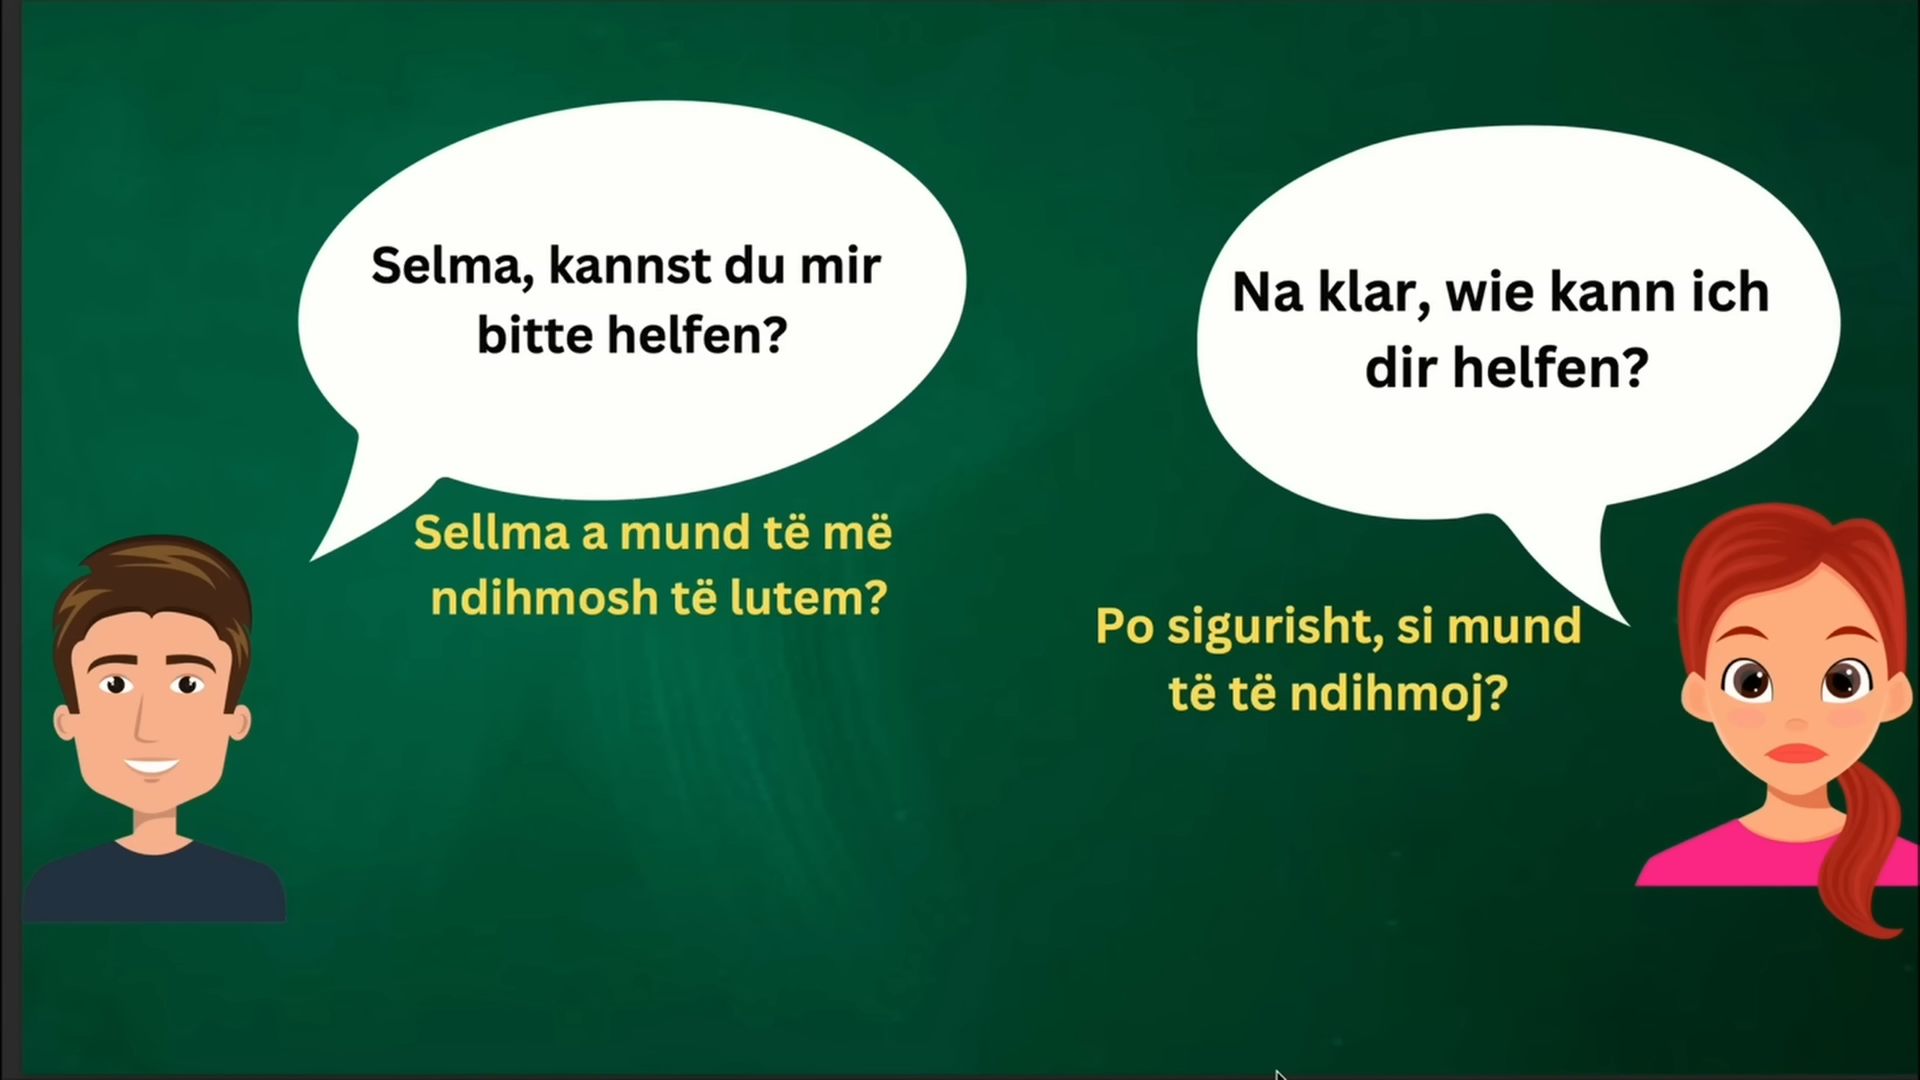 Selma, kannst du mir
bitte helfen?
Sellma a mund të më
ndihmosh të lutem?
Na klar, wie kann ich
dir helfen?
Po sigurisht, si mund
të të ndihmoj?